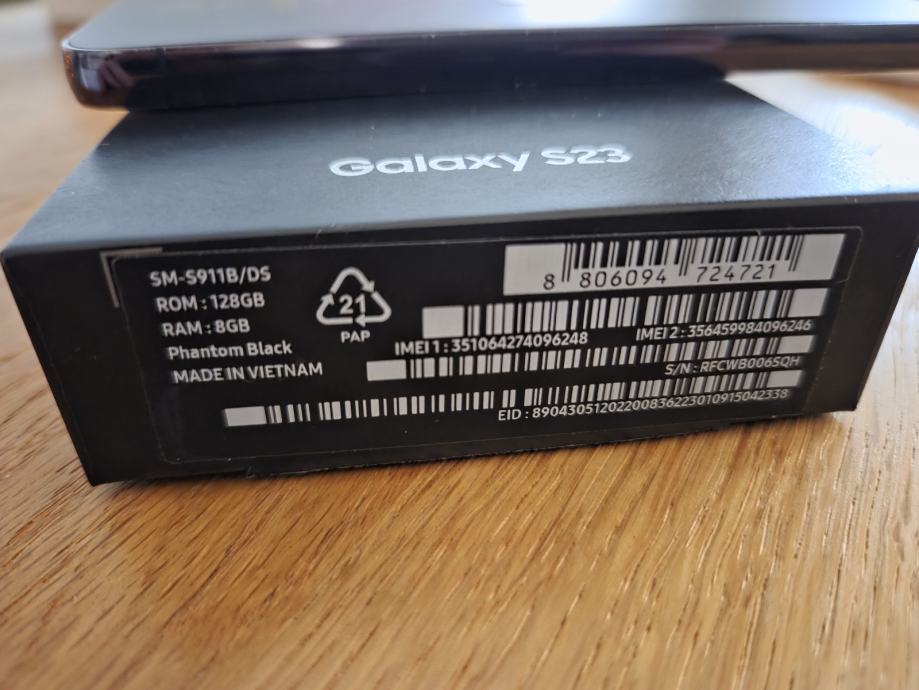 Galaxy S23
SM-S911B/DS
ROM : 128GB
RAM : 8GB
Phantom Black
MADE IN VIETNAM
21
PAP
8 806094 724721
IMEI 1 : 351064274096248
IMEI 2 : 356459984096246
S/N : RFCWB006SQH
EID : 89043051202200836223010915042338